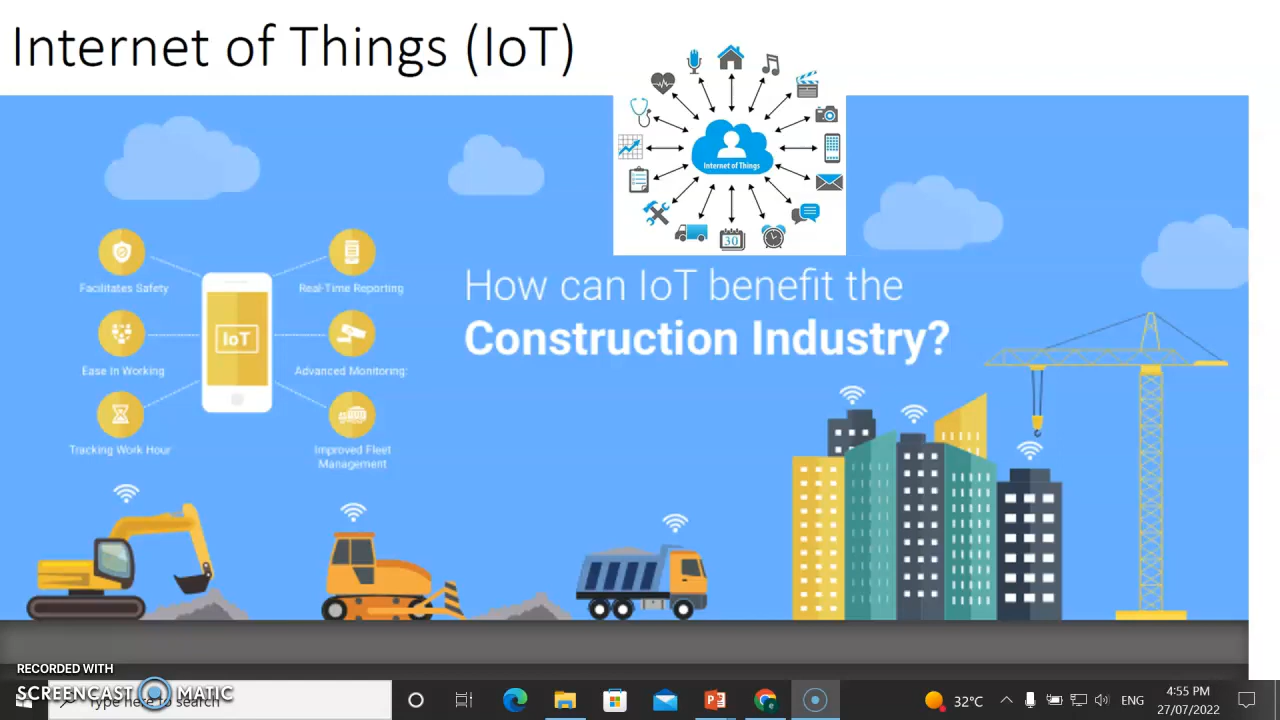 Internet of Things (IoT)
Internet of Things
30
How can IoT benefit the
Construction Industry?
Facilitates Safety
Real-Time Reporting
IoT
Ease In Working
Advanced Monitoring:
Tracking Work Hour
Improved Fleet
Management
RECORDED WITH
SCREENCAST MATIC
Type here to search
32°C
ENG
4:55 PM
27/07/2022